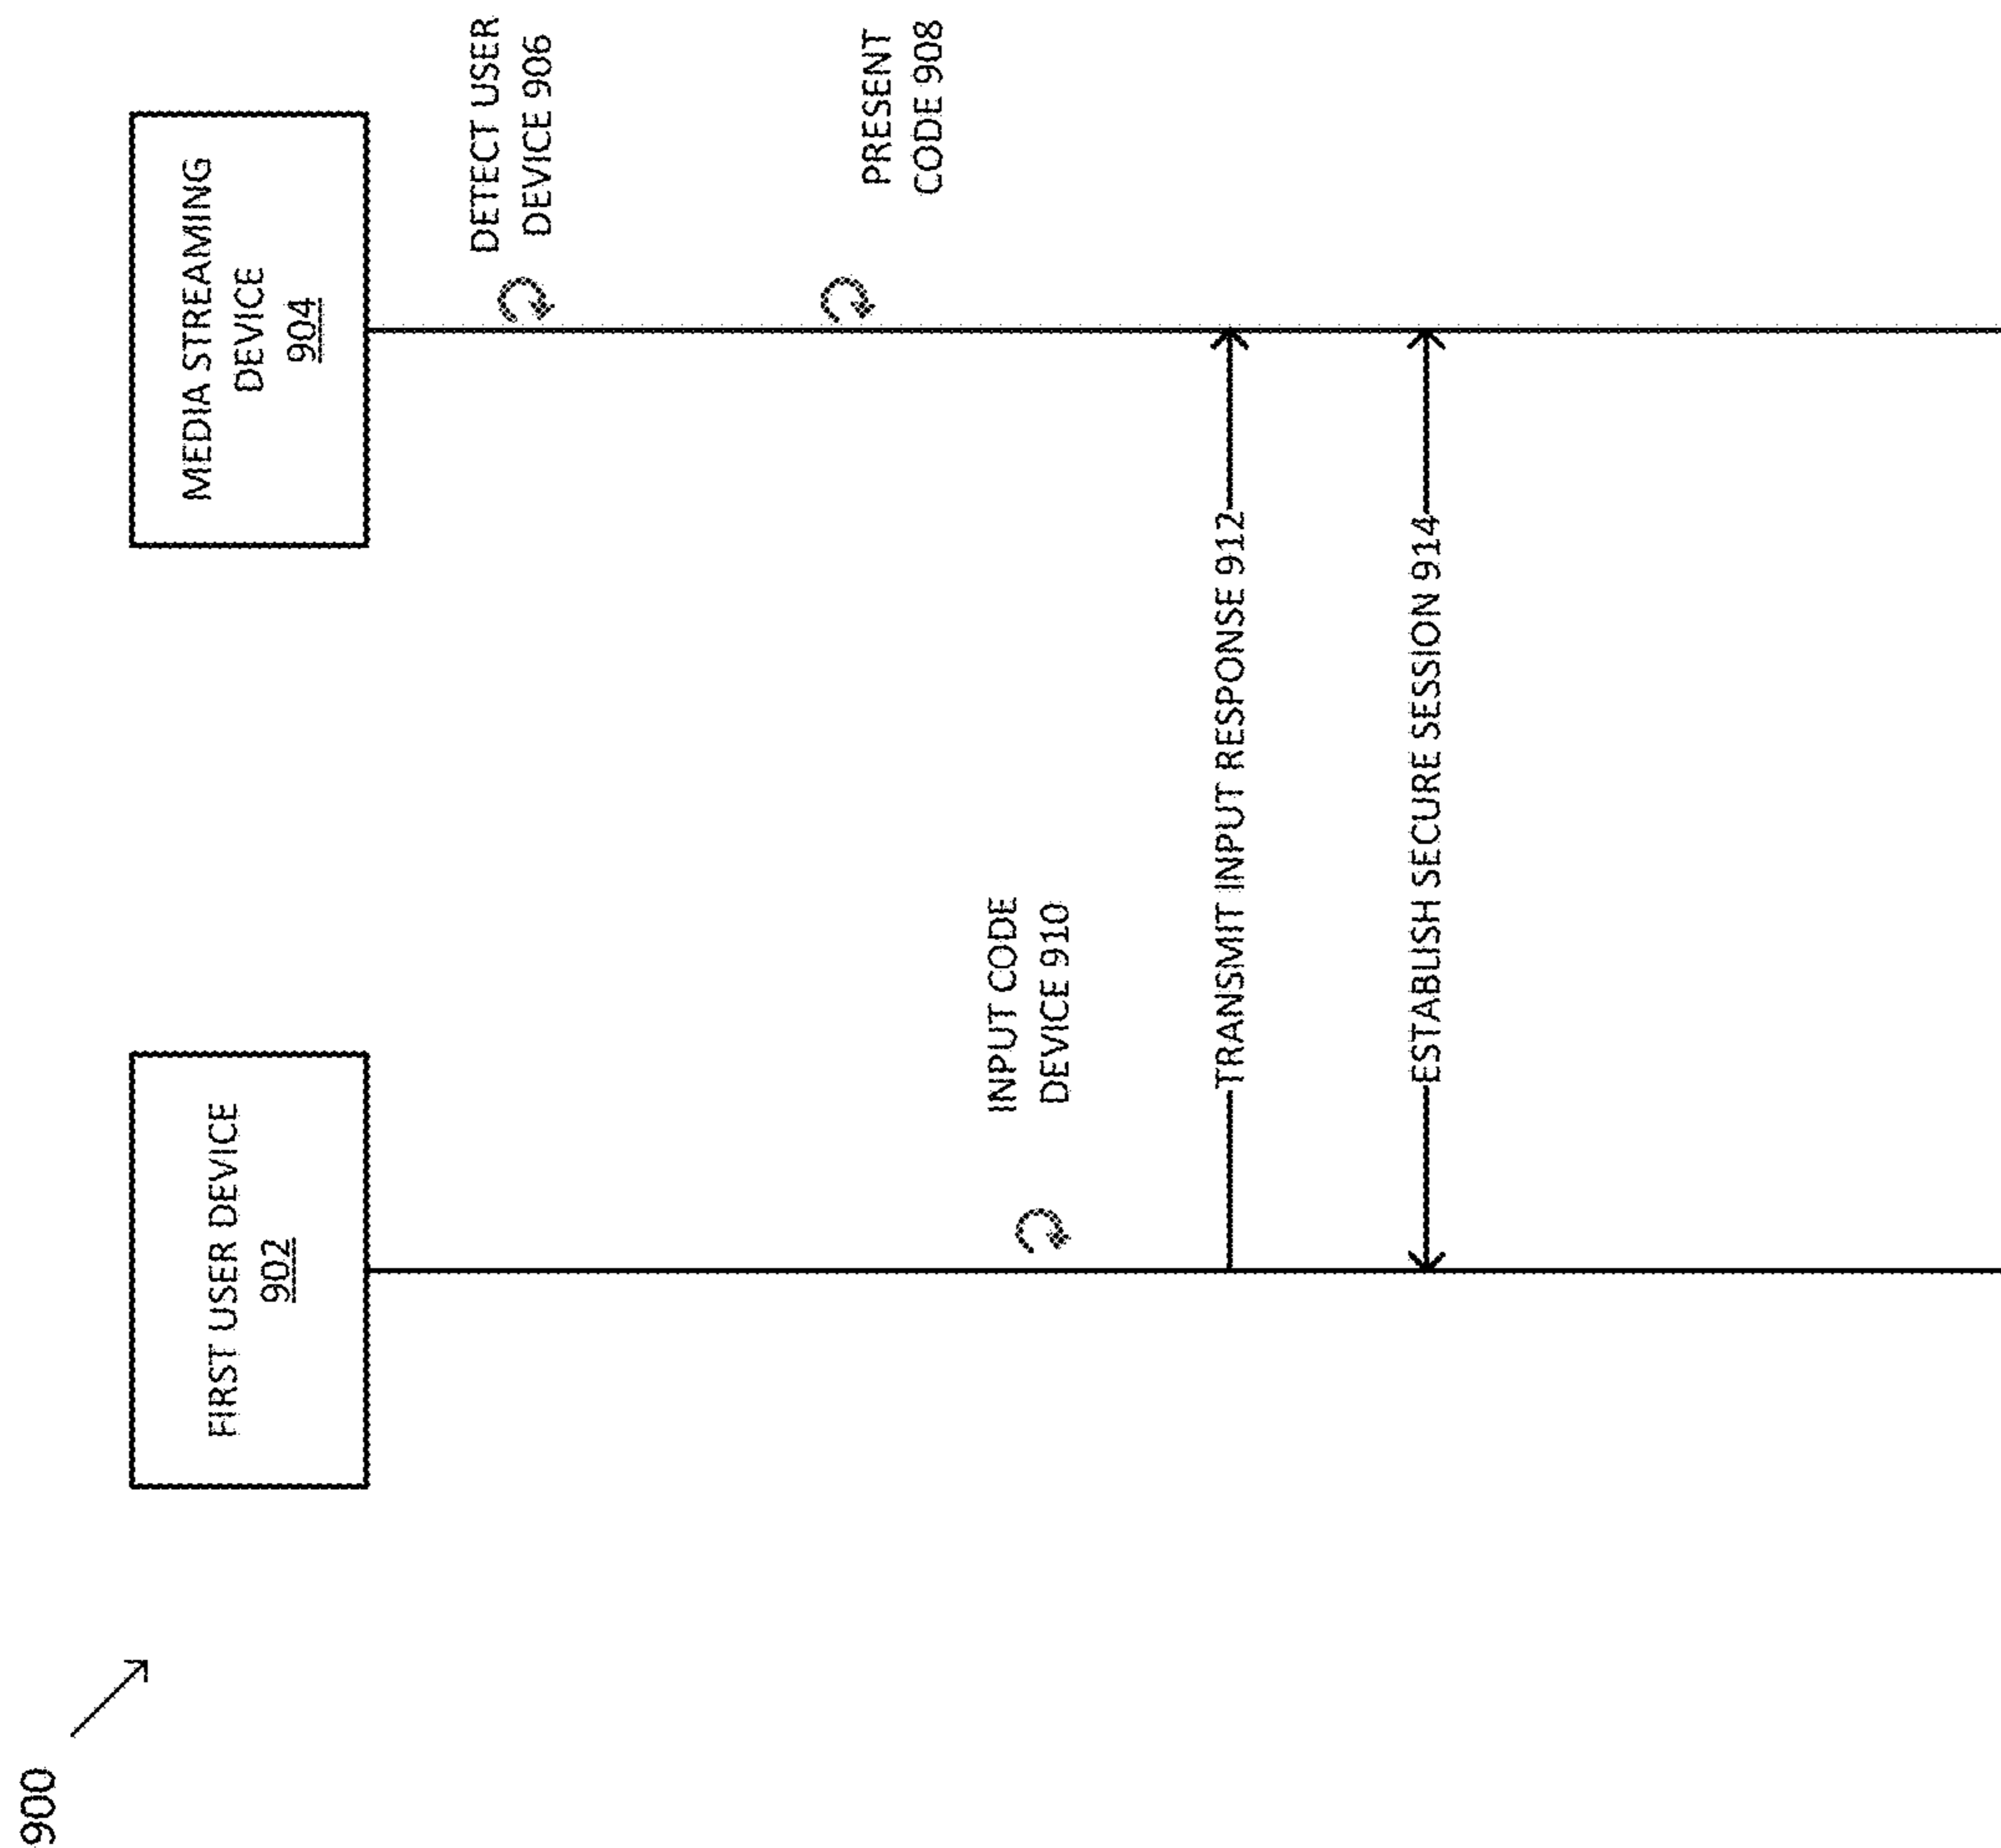 900
FIRST USER DEVICE
902
MEDIA STREAMING
DEVICE
904
DETECT USER
DEVICE 906
PRESENT
CODE 908
INPUT CODE
DEVICE 910
TRANSMIT INPUT RESPONSE 912
ESTABLISH SECURE SESSION 914